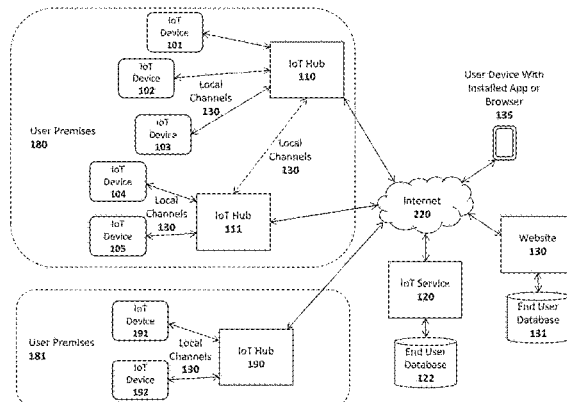 IoT
Device
101
IoT
Device
102
IoT
Device
103
IoT Hub
110
Local
Channels
130
User Premises
180
Local
Channels
130
IoT
Device
104
IoT
Device
105
Local
Channels
130
IoT Hub
111
User Device With
Installed App or
Browser
135
Internet
220
Website
130
IoT Service
120
End User
Database
131
End User
Database
122
User Premises
181
IoT
Device
191
IoT
Device
192
Local
Channels
130
IoT Hub
190